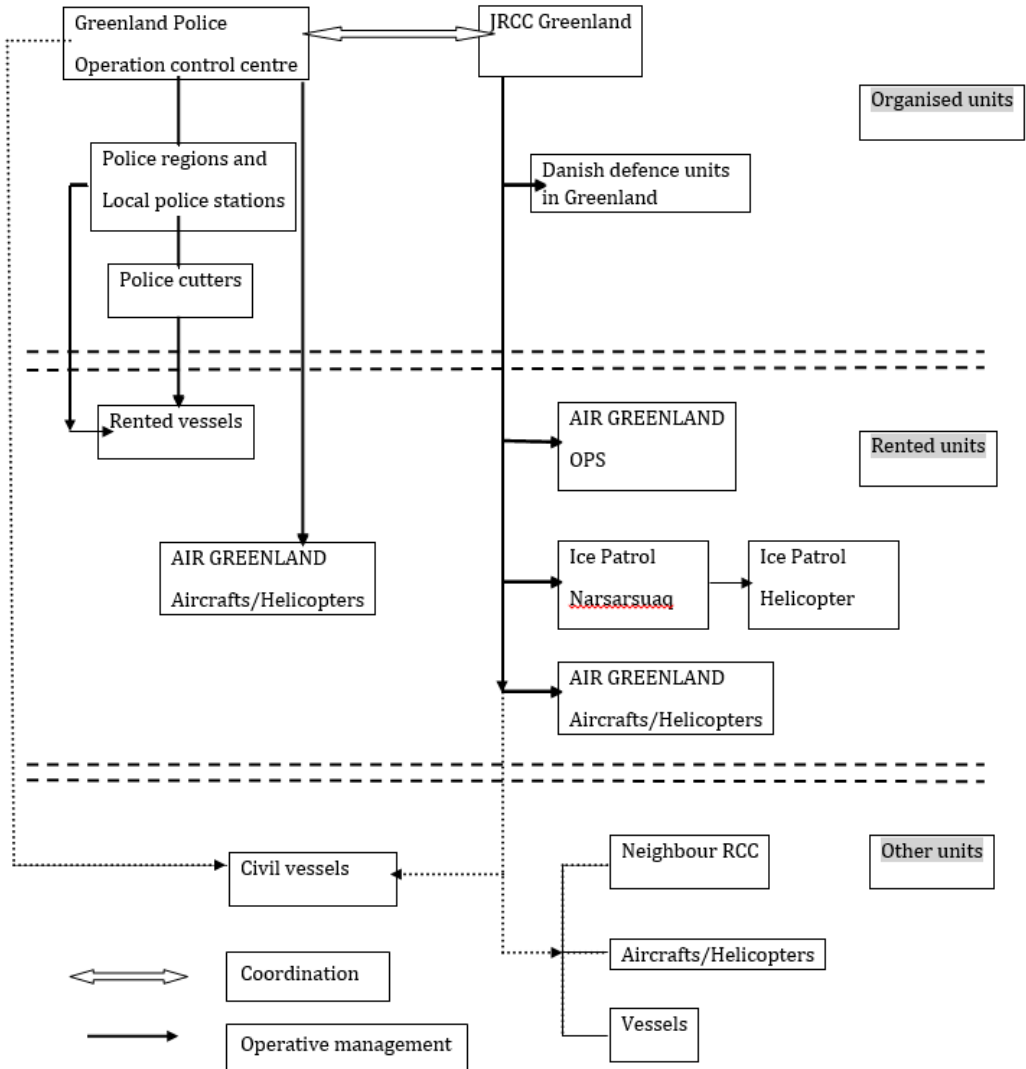 Greenland Police
Operation control centre
JRCC Greenland
Organised units
Police regions and
Local police stations
Danish defence units
in Greenland
Police cutters
Rented vessels
AIR GREENLAND
OPS
Rented units
AIR GREENLAND
Aircrafts/Helicopters
Ice Patrol
Narsarsuaq
Ice Patrol
Helicopter
AIR GREENLAND
Aircrafts/Helicopters
Civil vessels
Neighbour RCC
Other units
Aircrafts/Helicopters
Coordination
Vessels
Operative management